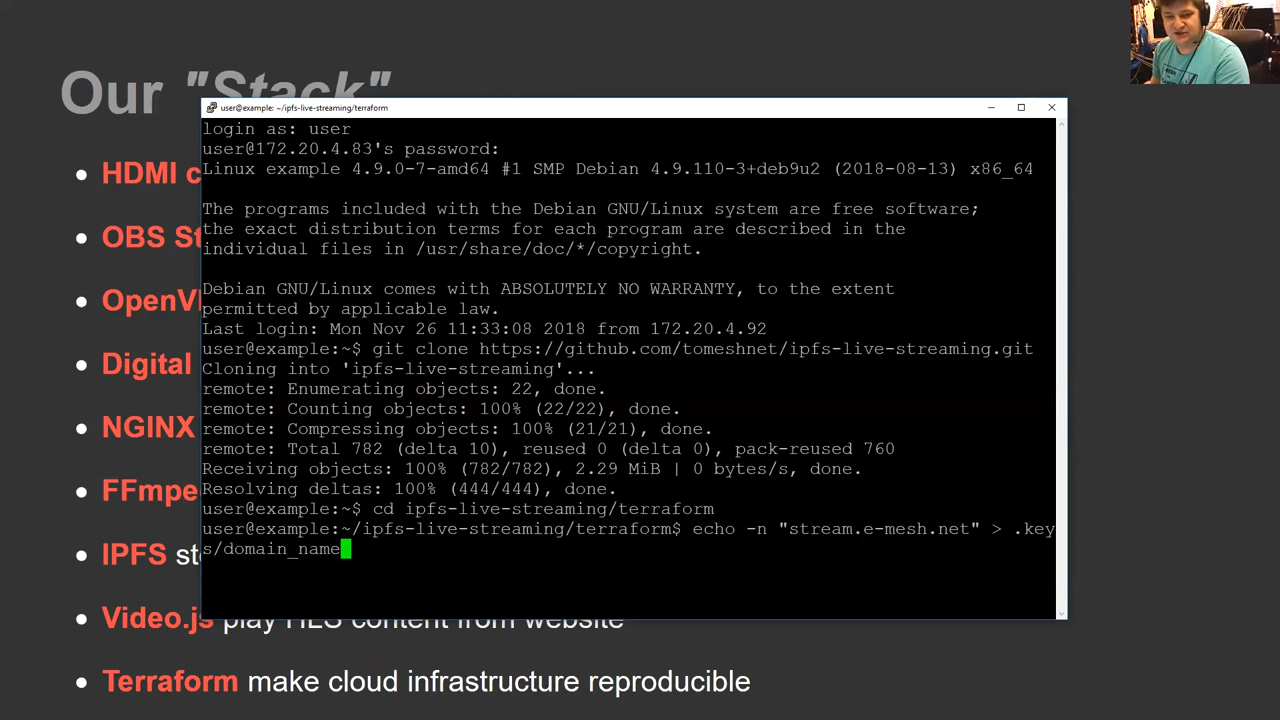 Our "Stack"
user@example: ~/ipfs-live-streaming/terraform
login as: user
user@172.20.4.83's password:
Linux example 4.9.0-7-amd64 #1 SMP Debian 4.9.110-3+deb9u2 (2018-08-13) x86_64
The programs included with the Debian GNU/Linux system are free software;
the exact distribution terms for each program are described in the
individual files in /usr/share/doc/*/copyright.
Debian GNU/Linux comes with ABSOLUTELY NO WARRANTY, to the extent
permitted by applicable law.
Last login: Mon Nov 26 11:33:08 2018 from 172.20.4.92
user@example:~$ git clone https://github.com/tomeshnet/ipfs-live-streaming.git
Cloning into 'ipfs-live-streaming'...
remote: Enumerating objects: 22, done.
remote: Counting objects: 100% (22/22), done.
remote: Compressing objects: 100% (21/21), done.
remote: Total 782 (delta 10), reused 0 (delta 0), pack-reused 760
Receiving objects: 100% (782/782), 2.29 MiB | 0 bytes/s, done.
Resolving deltas: 100% (444/444), done.
user@example:~$ cd ipfs-live-streaming/terraform
user@example:~/ipfs-live-streaming/terraform$ echo -n "stream.e-mesh.net" > .key
s/domain_name
HDMI c
OBS St
OpenV
Digital
NGINX
FFmpe
IPFS st
Video.js play HLS content from website
Terraform make cloud infrastructure reproducible